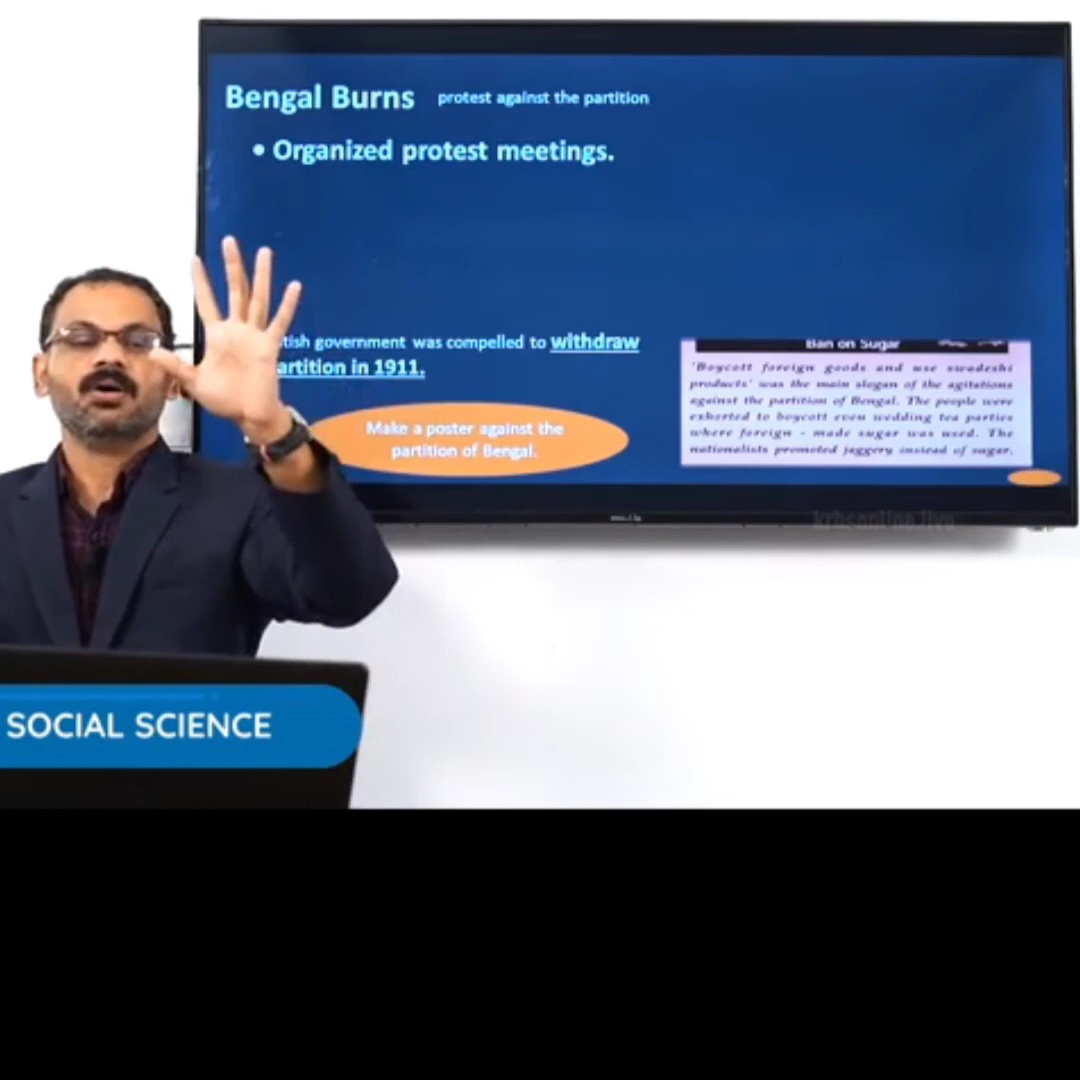 Bengal Burns protest against the partition
• Organized protest meetings.
tish government was compelled to withdraw
artition in 1911.
Make a poster against the
partition of Bengal.
Ban on Sugar
'Boycott foreign goods and use swadeshi
products' was the main slogan of the agitations
against the partition of Bengal. The people were
exhorted to boycott even wedding tea parties
where foreign - made sugar was used. The
nationalists promoted jaggery instead of sugar.
SOCIAL SCIENCE